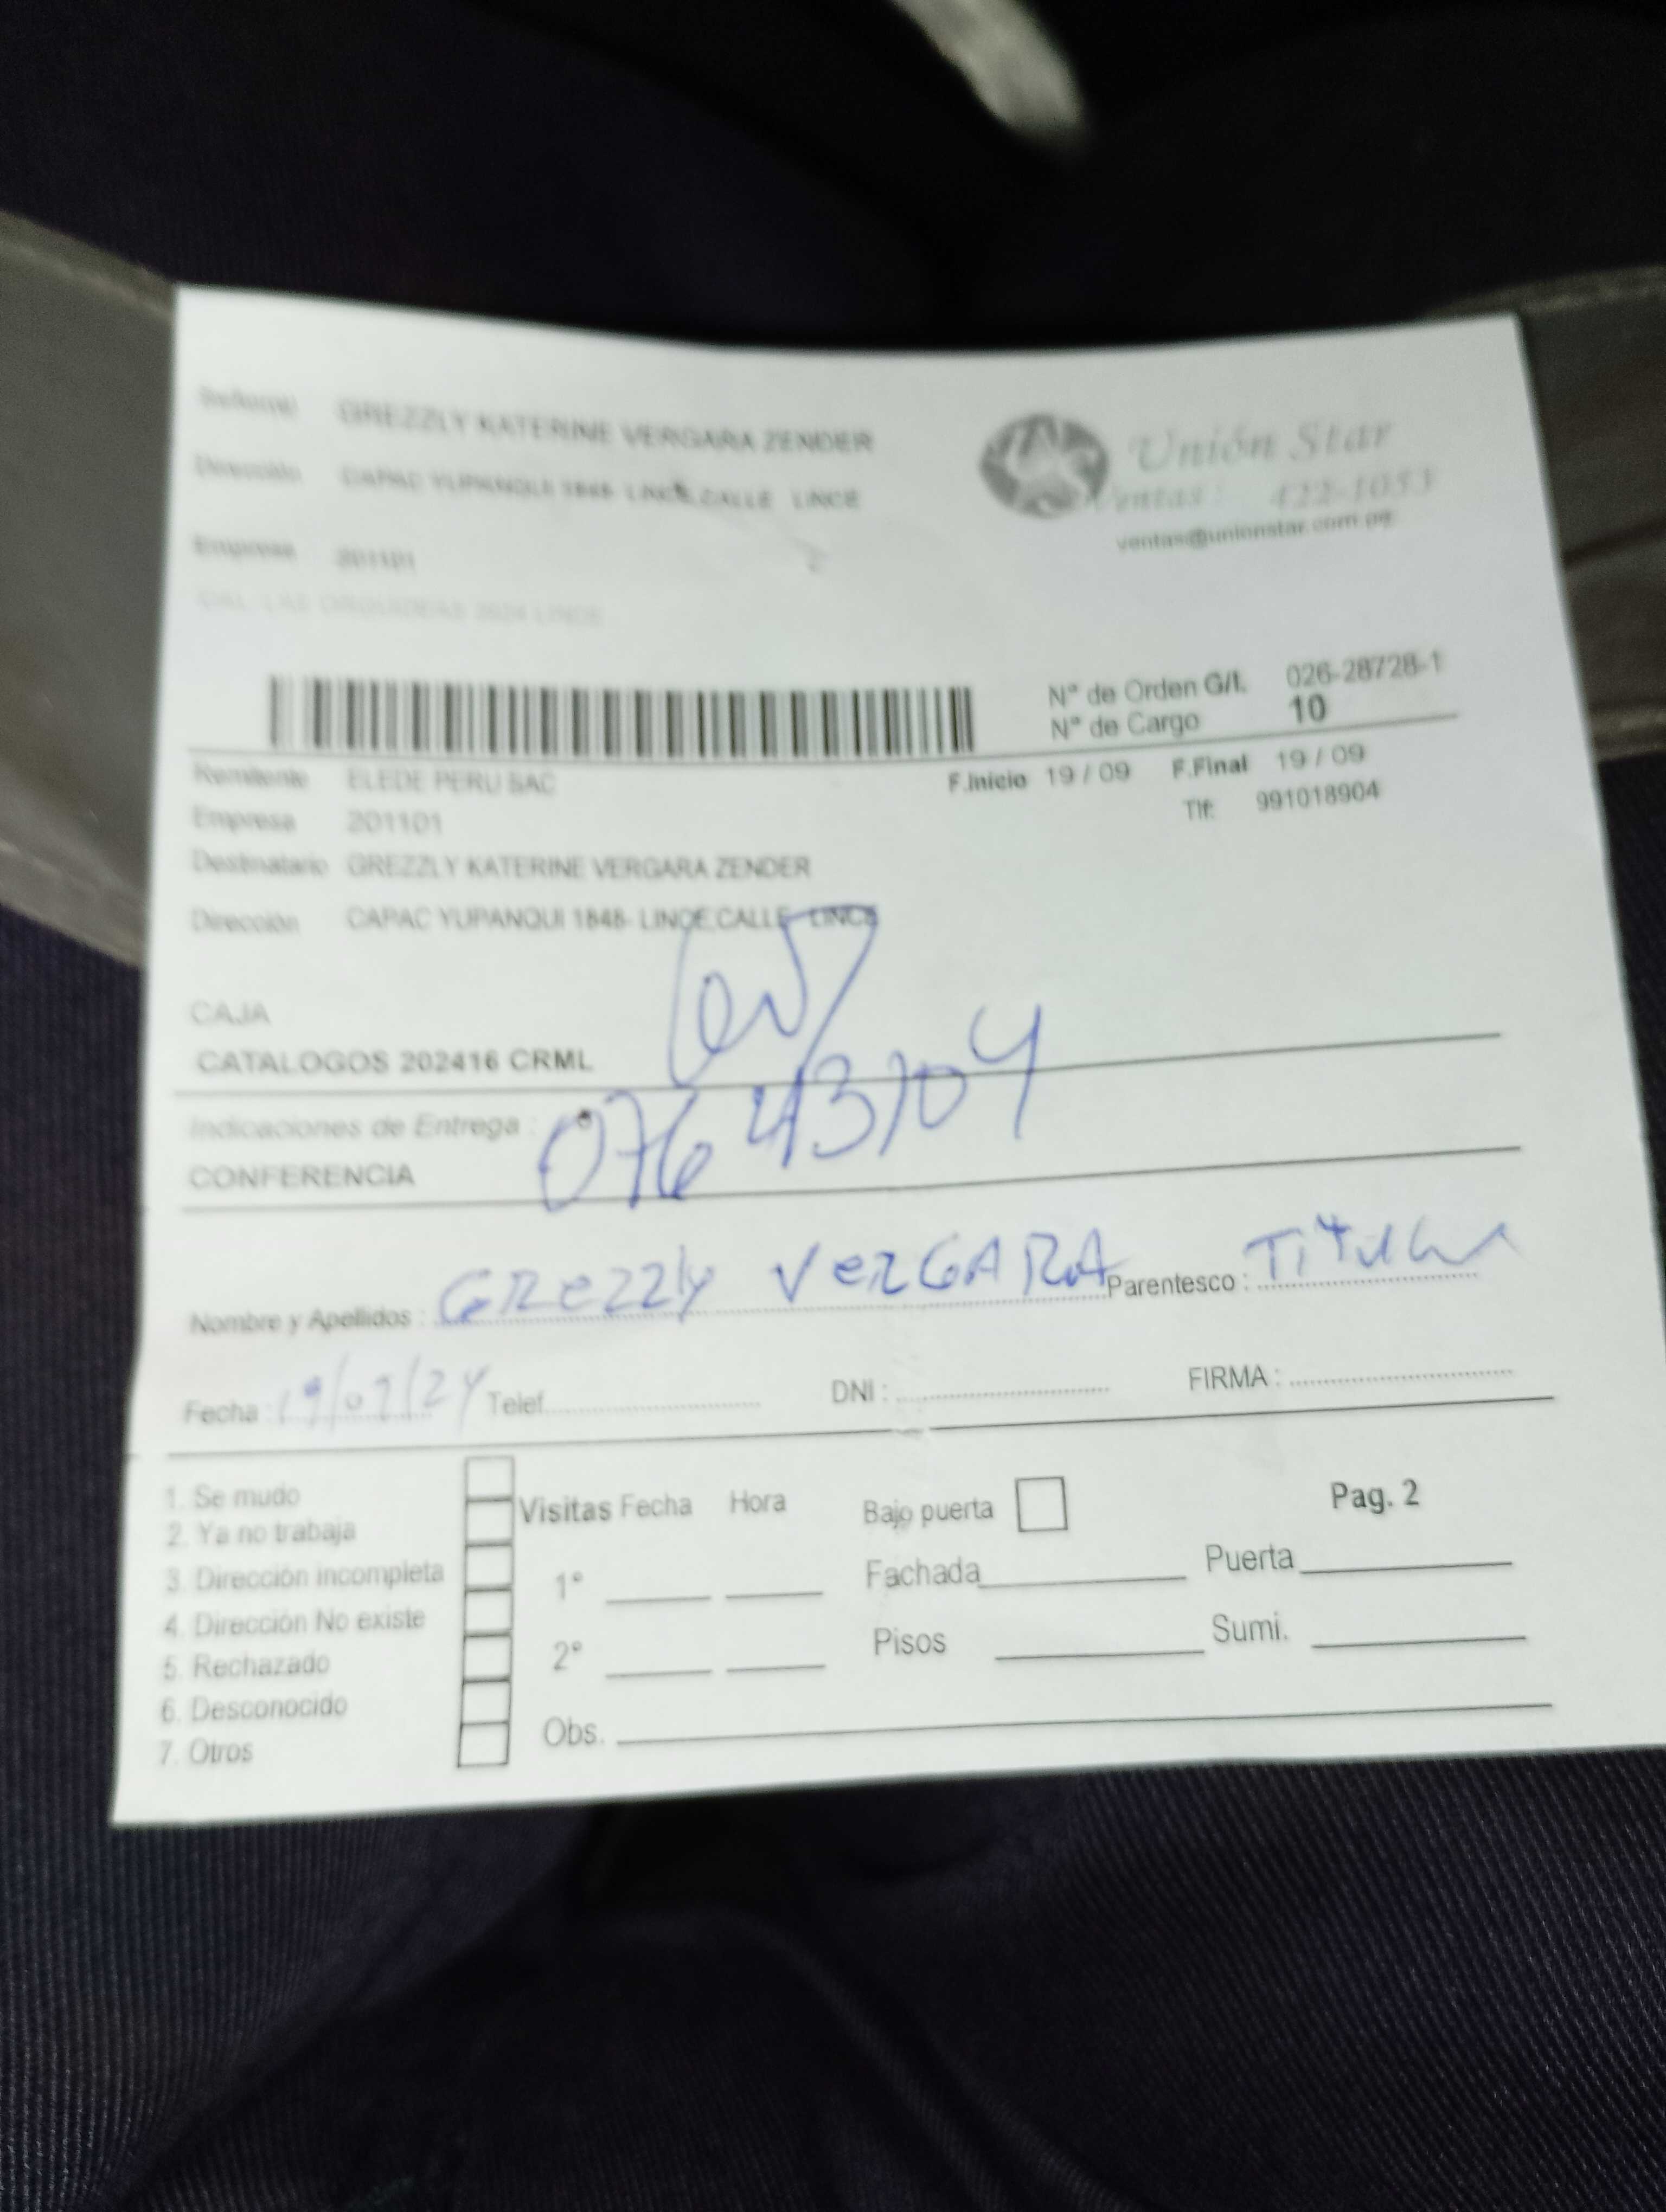 Señores: GREZZLY KATERINE VERGARA ZENDER
Dirección CAPAC YUPANQUI 1848- LINCE,CALLE LINCE
Unión Star
Ventas: 422-1053
ventas@unionstar.com.pe
Empresa 201101
N° de Orden G/I. 026-28728-1
N° de Cargo 10
Remitente ELEDE PERU SAC
F.Inicio 19 / 09 F.Final 19 / 09
Empresa 201101
Tlf: 991018904
Destinatario GREZZLY KATERINE VERGARA ZENDER
Dirección CAPAC YUPANQUI 1848- LINCE,CALLE LINCE
CAJA
CATALOGOS 202416 CRML
Indicaciones de Entrega :
07643104
CONFERENCIA
Nombre y Apellidos : GREZZLY VERGARA Parentesco : Titular
Fecha : 19/09/24 Telef. DNI : FIRMA :
1. Se mudo
2. Ya no trabaja
3. Dirección incompleta
4. Dirección No existe
5. Rechazado
6. Desconocido
7. Otros
Visitas Fecha Hora
1°
2°
Obs.
Bajo puerta
Pag. 2
Fachada Puerta
Pisos Sumi.